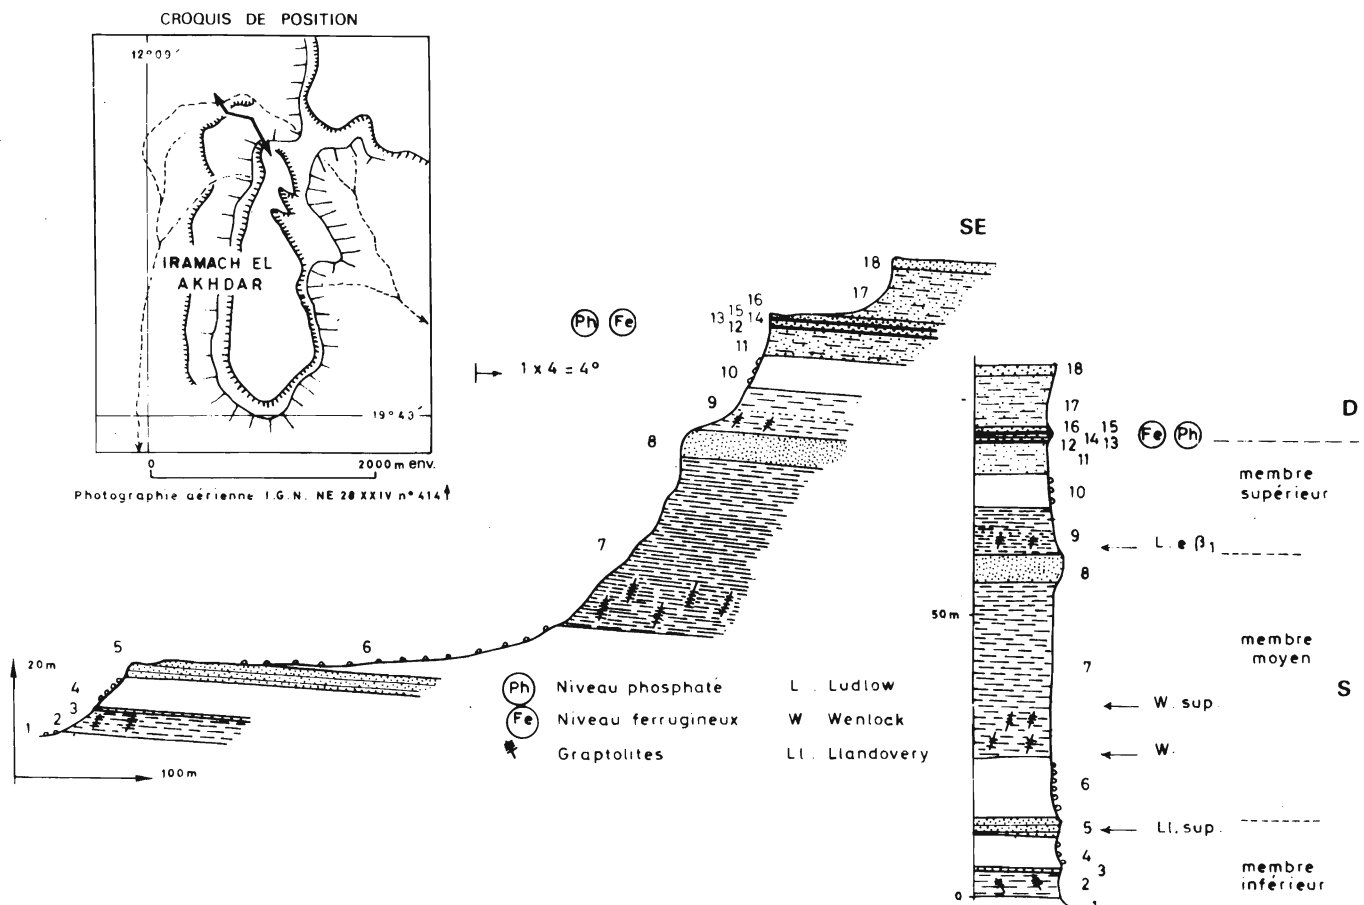 CROQUIS DE POSITION
12°09′
IRAMACH EL
AKHDAR
19°43′
0 2000 m env.
Photographie aérienne I.G.N. NE 28 XXIV n° 414
SE
18
17
16
15
13 14
12
11
10
9
8
7
6
5
4
3
2
1
Ph Fe
1 x 4 = 4°
20m
100m
Ph Niveau phosphaté
Fe Niveau ferrugineux
Graptolites
L . Ludlow
W Wenlock
Ll. Llandovery
18
17
16 15
14
12 13
11
10
9
8
7
6
5
4
3
2
1
50m
0
Fe Ph
D
membre
supérieur
L. e β1
membre
moyen
S
W. sup.
W.
Ll. sup.
membre
inférieur